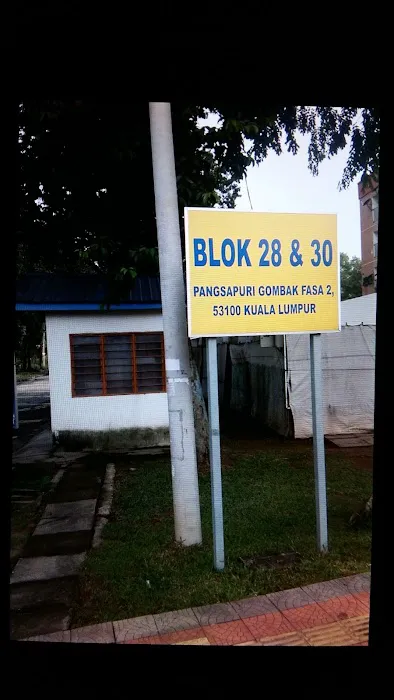 BLOK 28 & 30
PANGSAPURI GOMBAK FASA 2,
53100 KUALA LUMPUR